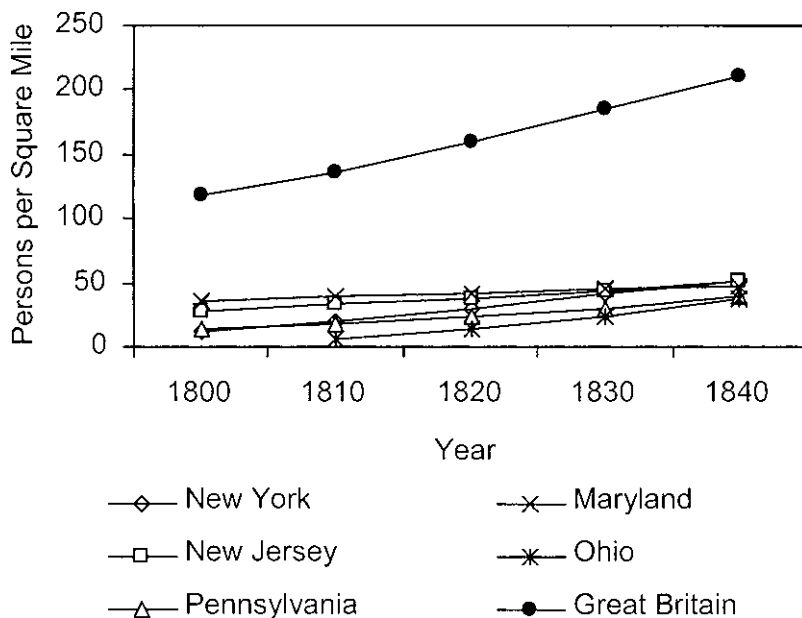 Persons per Square Mile
250
200
150
100
50
0
1800 1810 1820 1830 1840
Year
New York Maryland
New Jersey Ohio
Pennsylvania Great Britain